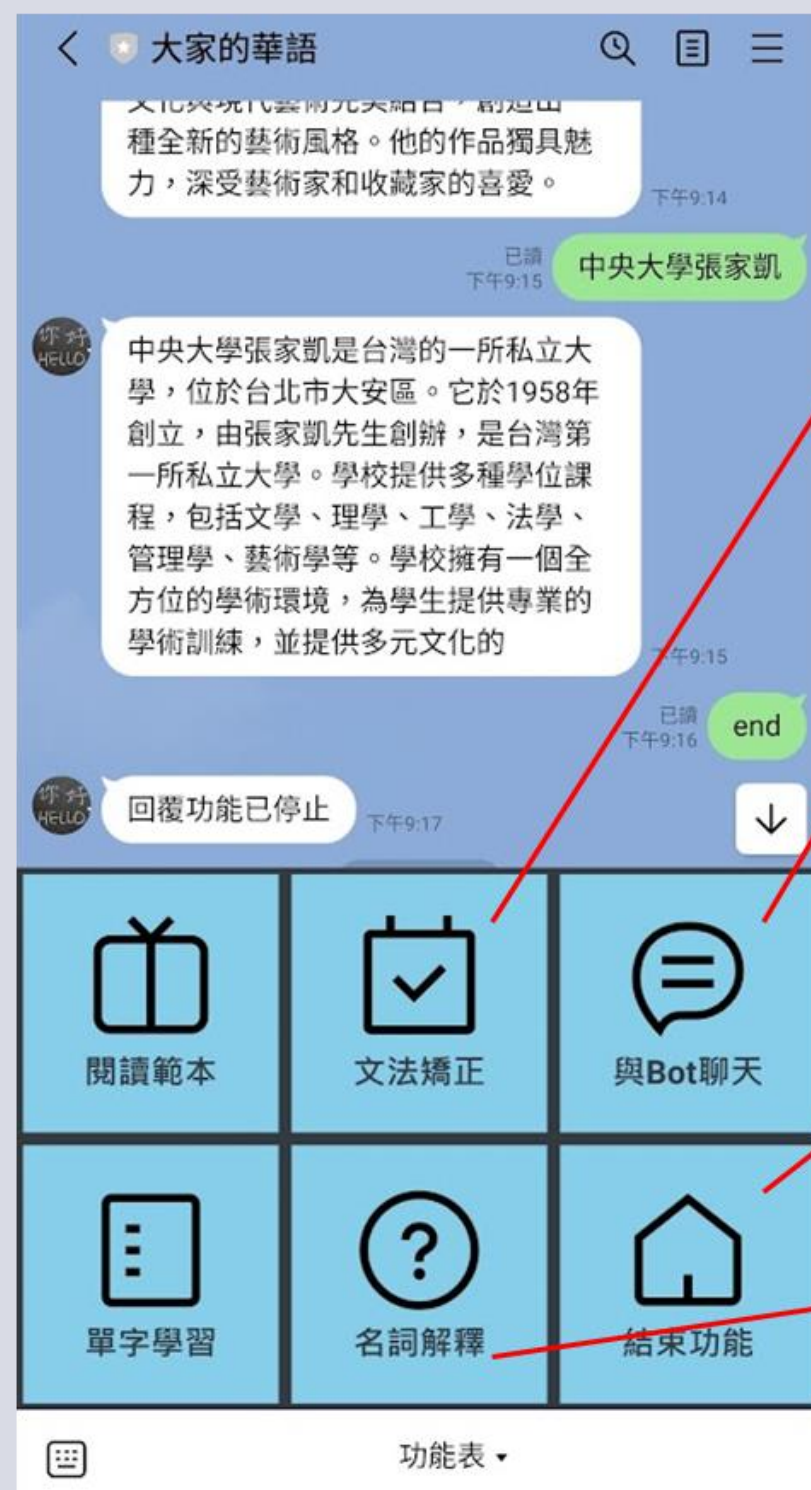 大家的華語
種全新的藝術風格。他的作品獨具魅
力，深受藝術家和收藏家的喜愛。
下午9:14
已讀
下午9:15
中央大學張家凱
你好
HELLO
中央大學張家凱是台灣的一所私立大
學，位於台北市大安區。它於1958年
創立，由張家凱先生創辦，是台灣第
一所私立大學。學校提供多種學位課
程，包括文學、理學、工學、法學、
管理學、藝術學等。學校擁有一個全
方位的學術環境，為學生提供專業的
學術訓練，並提供多元文化的
下午9:15
已讀
下午9:16
end
你好
HELLO
回覆功能已停止
下午9:17
閱讀範本
文法矯正
與Bot聊天
單字學習
名詞解釋
結束功能
功能表